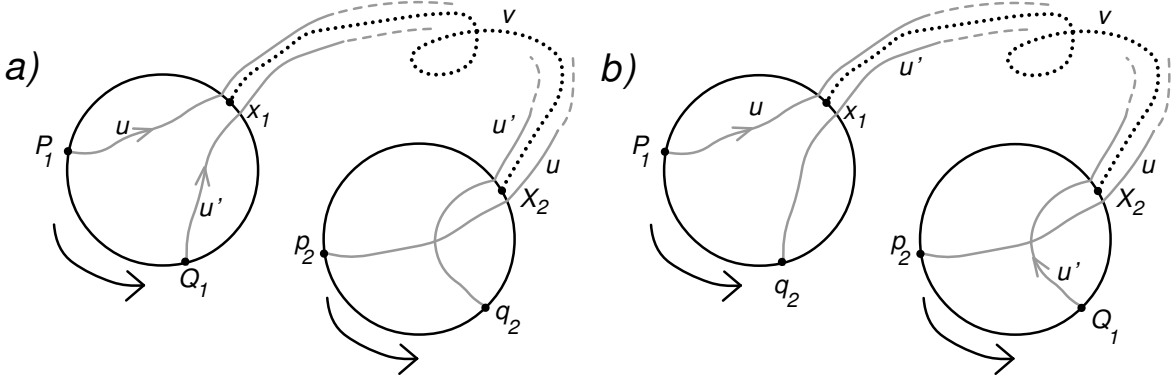 a)
v
x₁
u
P₁
u'
u'
u
X₂
Q₁
p₂
q₂
b)
v
u'
x₁
u
P₁
X₂
u
p₂
u'
q₂
Q₁